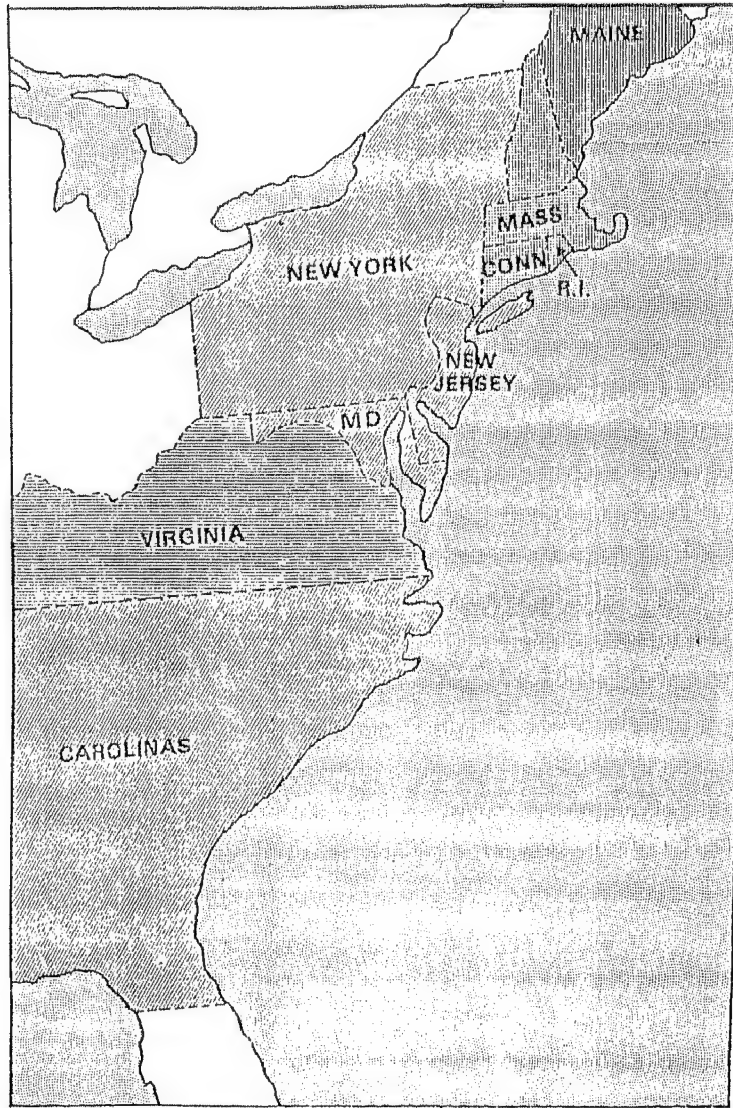 MAINE
MASS
CONN
R.I.
NEW YORK
NEW
JERSEY
MD
VIRGINIA
CAROLINAS